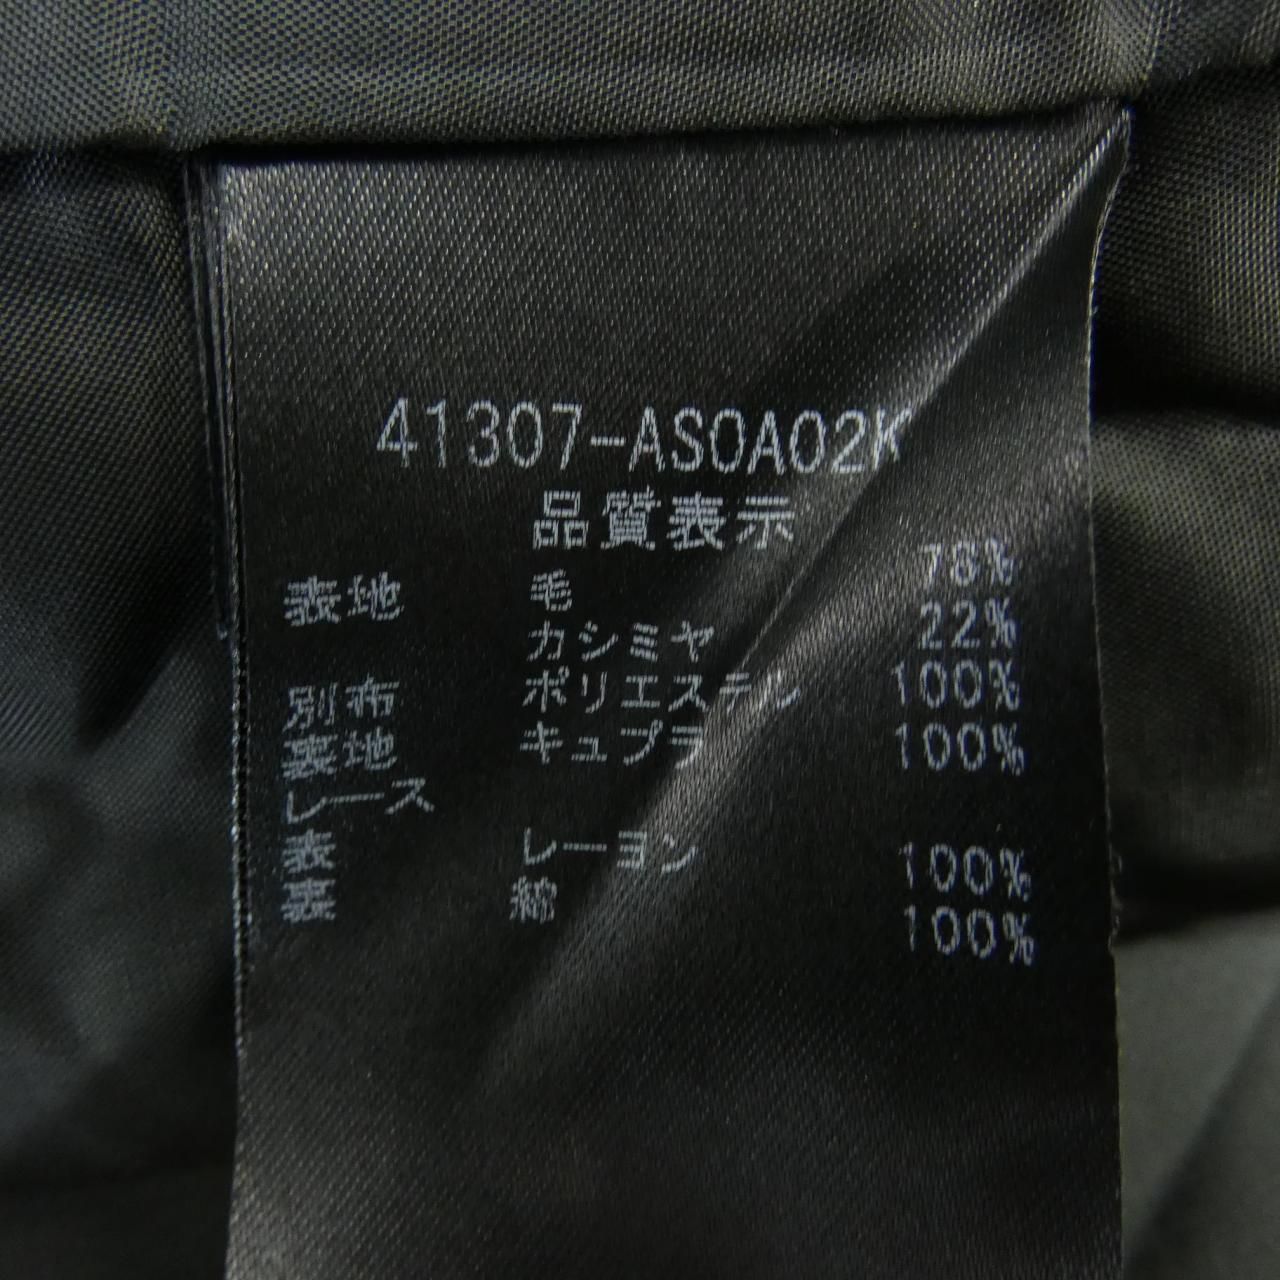 41307-AS0A02K
品質表示
表地 毛 78%
カシミヤ 22%
別布 ポリエステル 100%
裏地 キュプラ 100%
レース
表 レーヨン 100%
裏 綿 100%